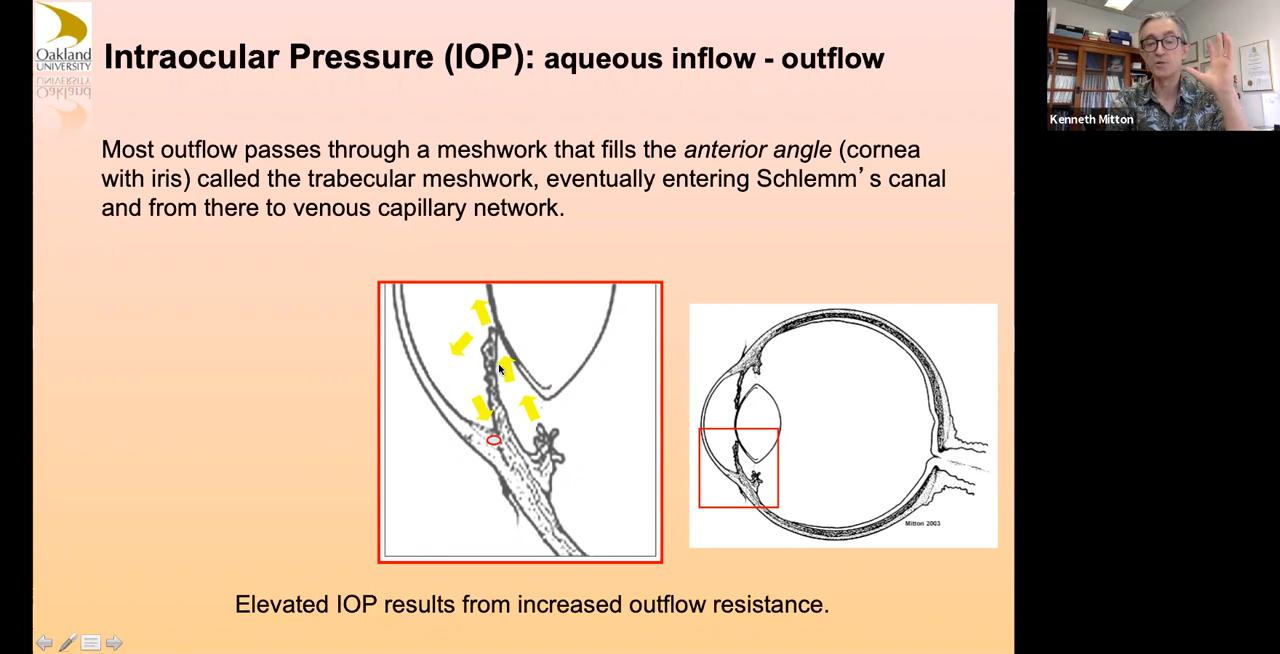 Oakland
UNIVERSITY
Intraocular Pressure (IOP): aqueous inflow - outflow
Kenneth Mitton
Most outflow passes through a meshwork that fills the anterior angle (cornea
with iris) called the trabecular meshwork, eventually entering Schlemm’s canal
and from there to venous capillary network.
Mitton 2003
Elevated IOP results from increased outflow resistance.